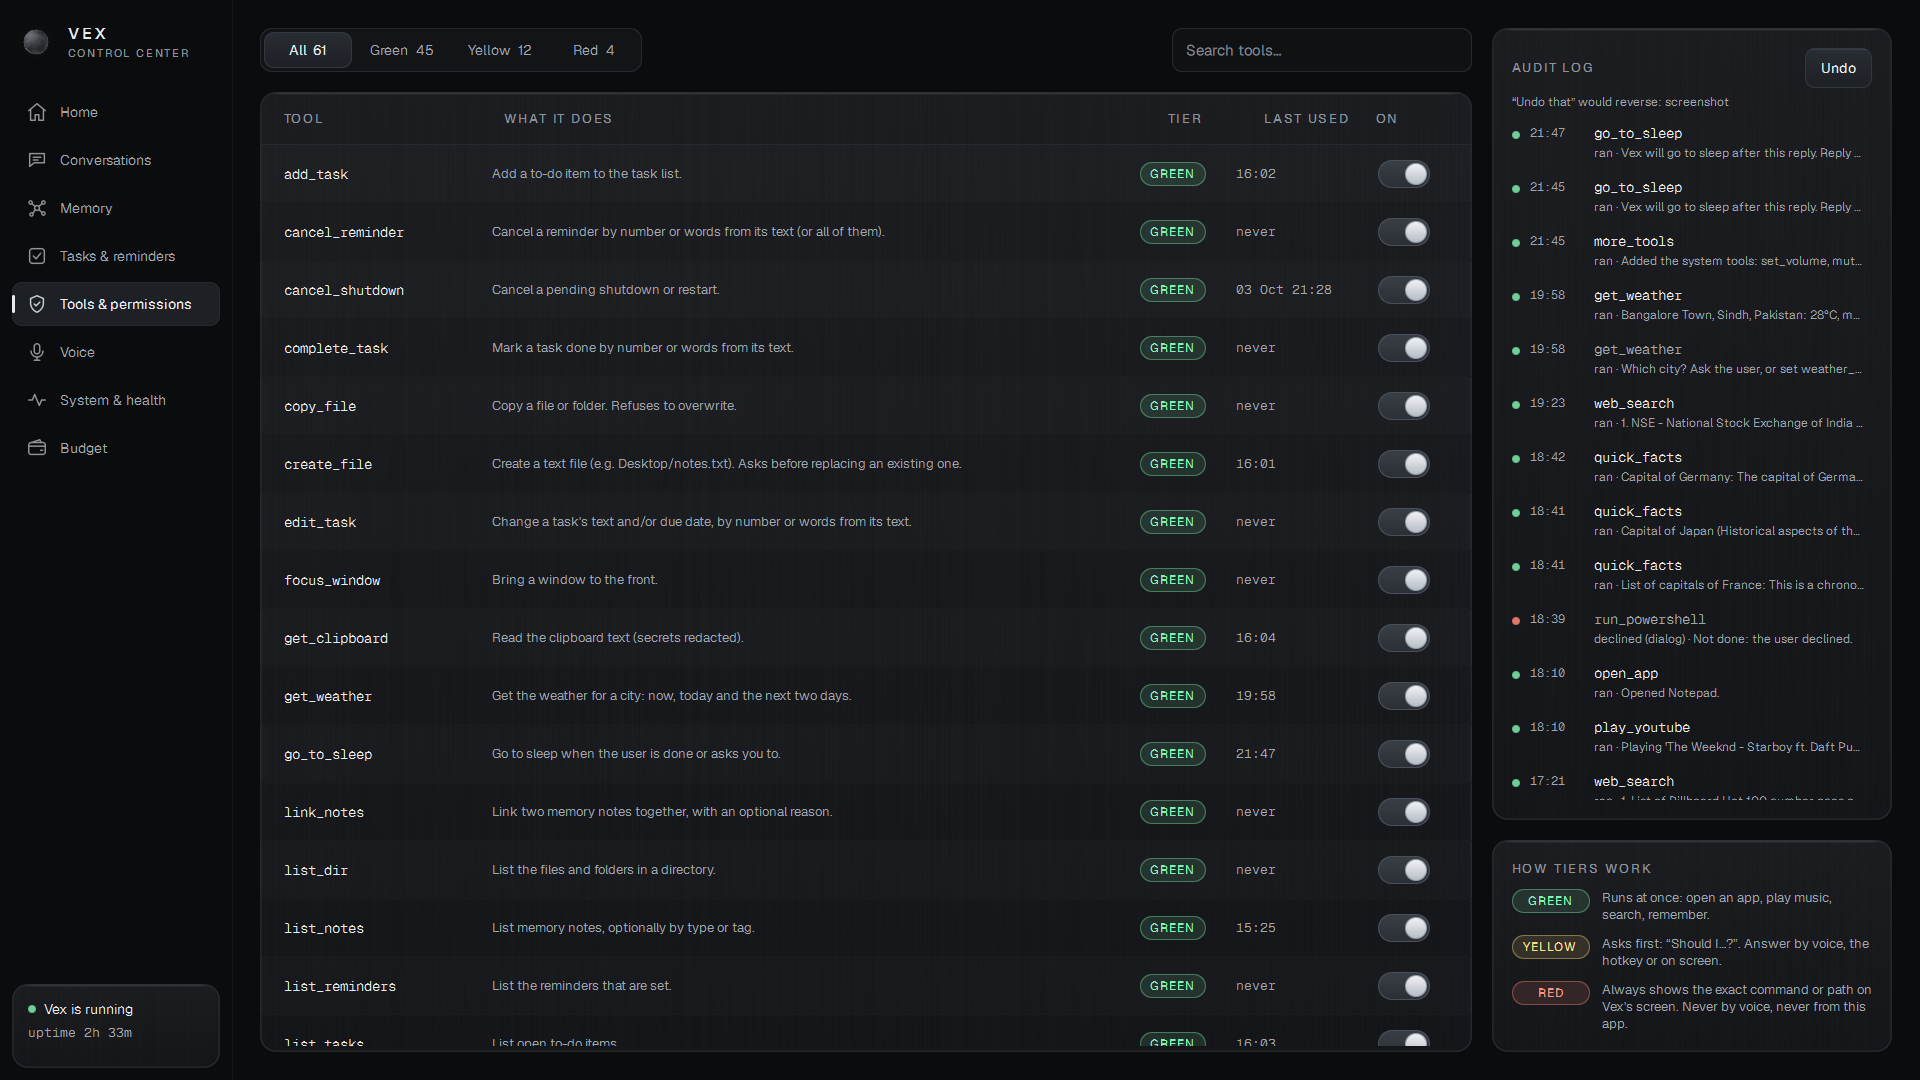 VEX
CONTROL CENTER
Home
Conversations
Memory
Tasks & reminders
Tools & permissions
Voice
System & health
Budget
Vex is running
uptime 2h 33m
All 61 Green 45 Yellow 12 Red 4
Search tools…
TOOL WHAT IT DOES TIER LAST USED ON
add_task Add a to-do item to the task list. GREEN 16:02
cancel_reminder Cancel a reminder by number or words from its text (or all of them). GREEN never
cancel_shutdown Cancel a pending shutdown or restart. GREEN 03 Oct 21:28
complete_task Mark a task done by number or words from its text. GREEN never
copy_file Copy a file or folder. Refuses to overwrite. GREEN never
create_file Create a text file (e.g. Desktop/notes.txt). Asks before replacing an existing one. GREEN 16:01
edit_task Change a task's text and/or due date, by number or words from its text. GREEN never
focus_window Bring a window to the front. GREEN never
get_clipboard Read the clipboard text (secrets redacted). GREEN 16:04
get_weather Get the weather for a city: now, today and the next two days. GREEN 19:58
go_to_sleep Go to sleep when the user is done or asks you to. GREEN 21:47
link_notes Link two memory notes together, with an optional reason. GREEN never
list_dir List the files and folders in a directory. GREEN never
list_notes List memory notes, optionally by type or tag. GREEN 15:25
list_reminders List the reminders that are set. GREEN never
list_tasks List open to-do items GREEN 16:03
AUDIT LOG
Undo
“Undo that” would reverse: screenshot
21:47 go_to_sleep
ran · Vex will go to sleep after this reply. Reply …
21:45 go_to_sleep
ran · Vex will go to sleep after this reply. Reply …
21:45 more_tools
ran · Added the system tools: set_volume, mut…
19:58 get_weather
ran · Bangalore Town, Sindh, Pakistan: 28°C, m…
19:58 get_weather
ran · Which city? Ask the user, or set weather_…
19:23 web_search
ran · 1. NSE - National Stock Exchange of India …
18:42 quick_facts
ran · Capital of Germany: The capital of Germa…
18:41 quick_facts
ran · Capital of Japan (Historical aspects of th…
18:41 quick_facts
ran · List of capitals of France: This is a chrono…
18:39 run_powershell
declined (dialog) · Not done: the user declined.
18:10 open_app
ran · Opened Notepad.
18:10 play_youtube
ran · Playing 'The Weeknd - Starboy ft. Daft Pu…
17:21 web_search
ran · 1. List of Billboard Hot 100 number
HOW TIERS WORK
GREEN Runs at once: open an app, play music,
search, remember.
YELLOW Asks first: “Should I…?”. Answer by voice, the
hotkey or on screen.
RED Always shows the exact command or path on
Vex's screen. Never by voice, never from this
app.